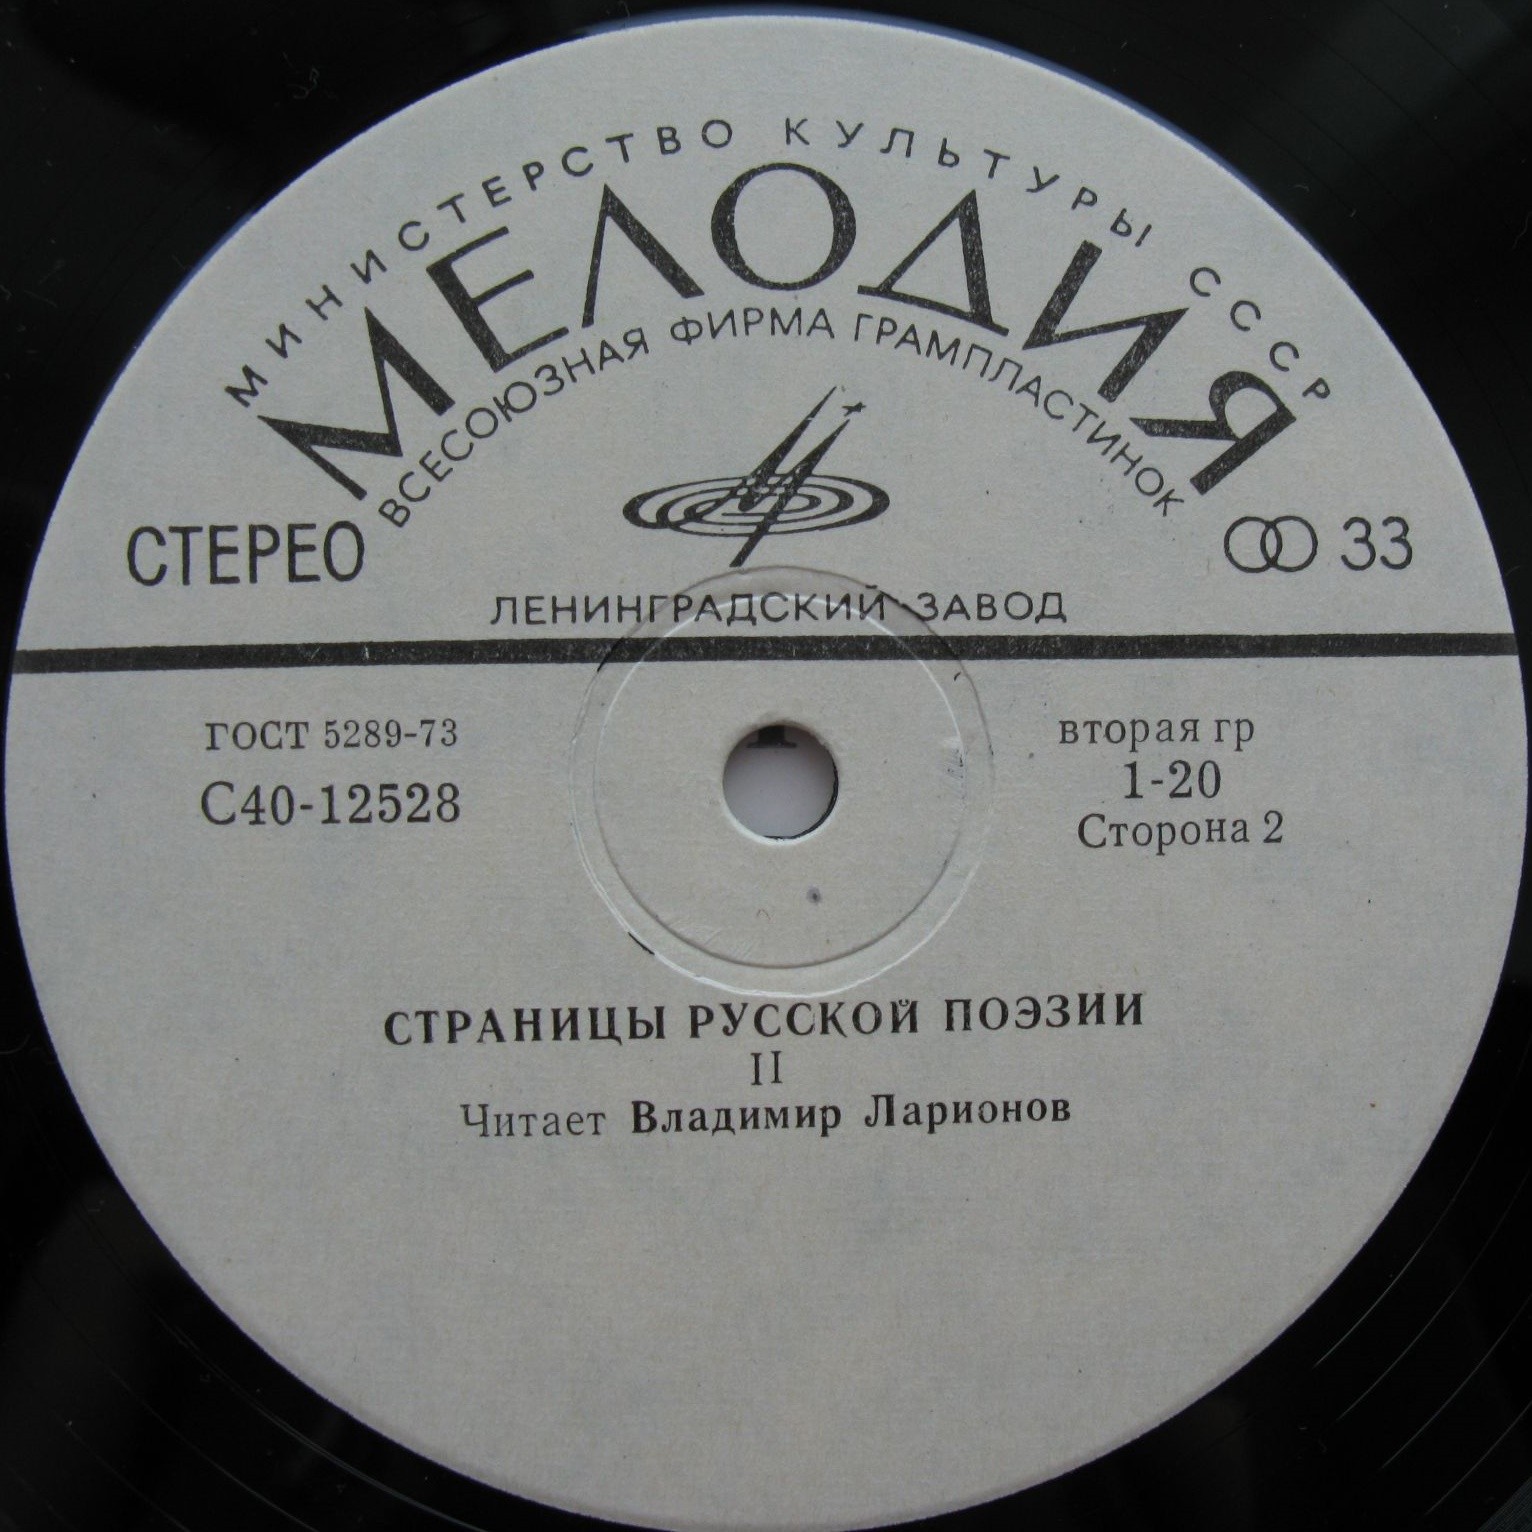 МИНИСТЕРСТВО КУЛЬТУРЫ СССР
МЕЛОДИЯ
ВСЕСОЮЗНАЯ ФИРМА ГРАМПЛАСТИНОК
СТЕРЕО
33
ЛЕНИНГРАДСКИЙ ЗАВОД
ГОСТ 5289-73
С40-12528
вторая гр
1-20
Сторона 2
СТРАНИЦЫ РУССКОЙ ПОЭЗИИ
II
Читает Владимир Ларионов